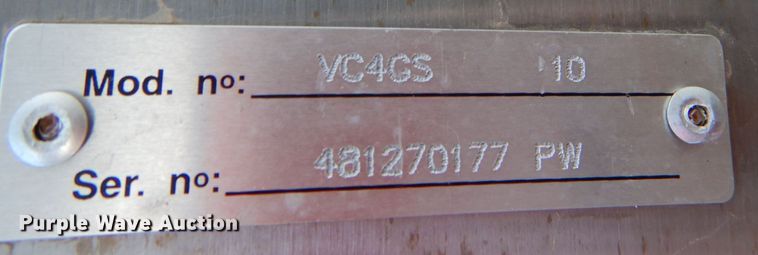 Mod. no: VC4GS 10
Ser. no: 481270177 PW
Purple Wave Auction